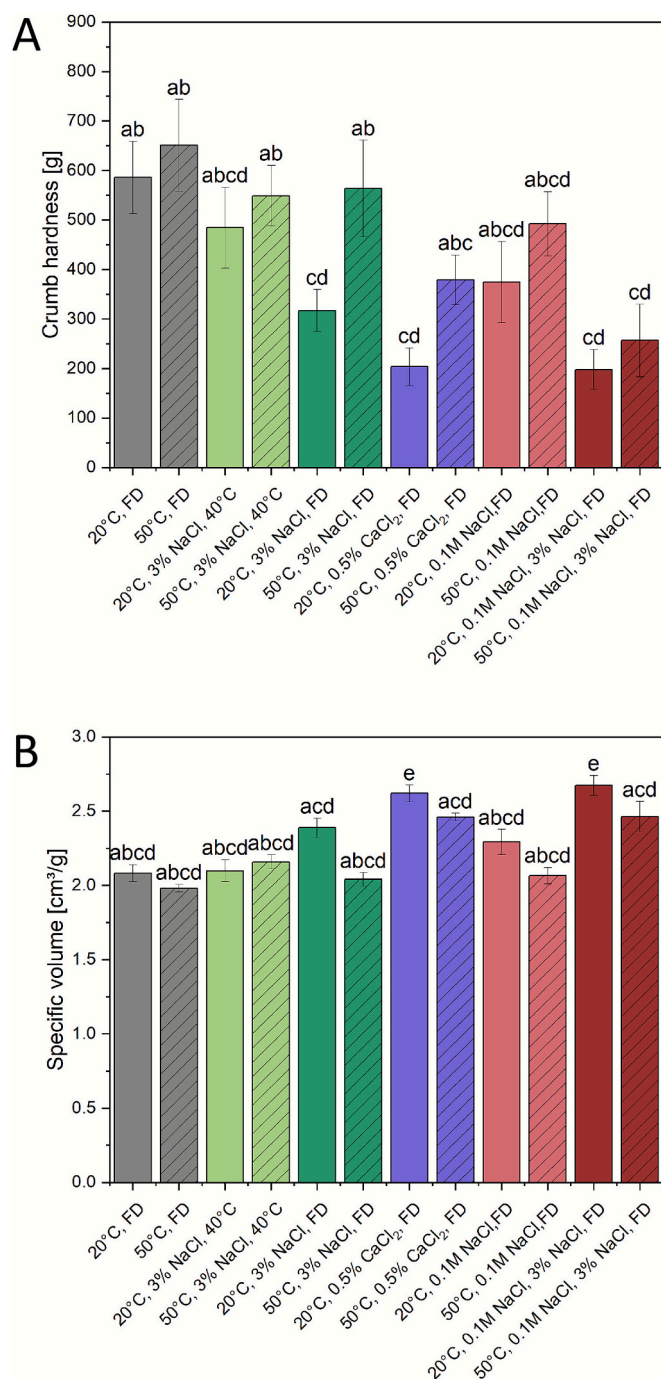 A
Crumb hardness [g]
900
800
700
600
500
400
300
200
100
0
ab
ab
abcd
ab
cd
ab
cd
abc
abcd
abcd
cd
cd
20°C, FD
50°C, FD
20°C, 3% NaCl, 40°C
50°C, 3% NaCl, 40°C
20°C, 3% NaCl, FD
50°C, 3% NaCl, FD
20°C, 0.5% CaCl₂, FD
50°C, 0.5% CaCl₂, FD
20°C, 0.1M NaCl,FD
50°C, 0.1M NaCl,FD
20°C, 0.1M NaCl, 3% NaCl, FD
50°C, 0.1M NaCl, 3% NaCl, FD
B
Specific volume [cm³/g]
3.0
2.5
2.0
1.5
1.0
0.5
0.0
abcd
abcd
abcd
abcd
acd
abcd
e
acd
abcd
abcd
e
acd
20°C, FD
50°C, FD
20°C, 3% NaCl, 40°C
50°C, 3% NaCl, 40°C
20°C, 3% NaCl, FD
50°C, 3% NaCl, FD
20°C, 0.5% CaCl₂, FD
50°C, 0.5% CaCl₂, FD
20°C, 0.1M NaCl,FD
50°C, 0.1M NaCl,FD
20°C, 0.1M NaCl, 3% NaCl, FD
50°C, 0.1M NaCl, 3% NaCl, FD